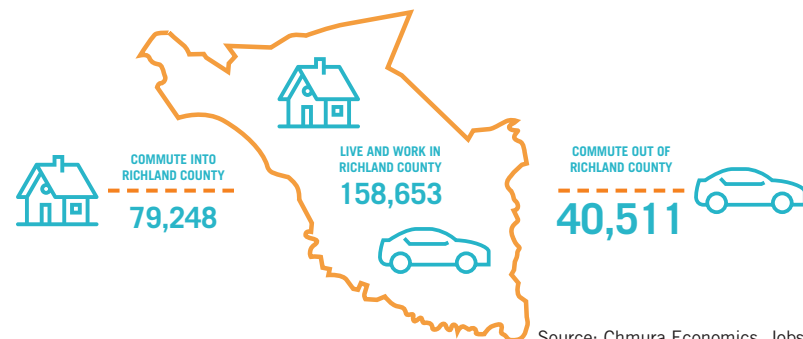 COMMUTE INTO
RICHLAND COUNTY
79,248
LIVE AND WORK IN
RICHLAND COUNTY
158,653
COMMUTE OUT OF
RICHLAND COUNTY
40,511
Source: Chmura Economics, Jobs